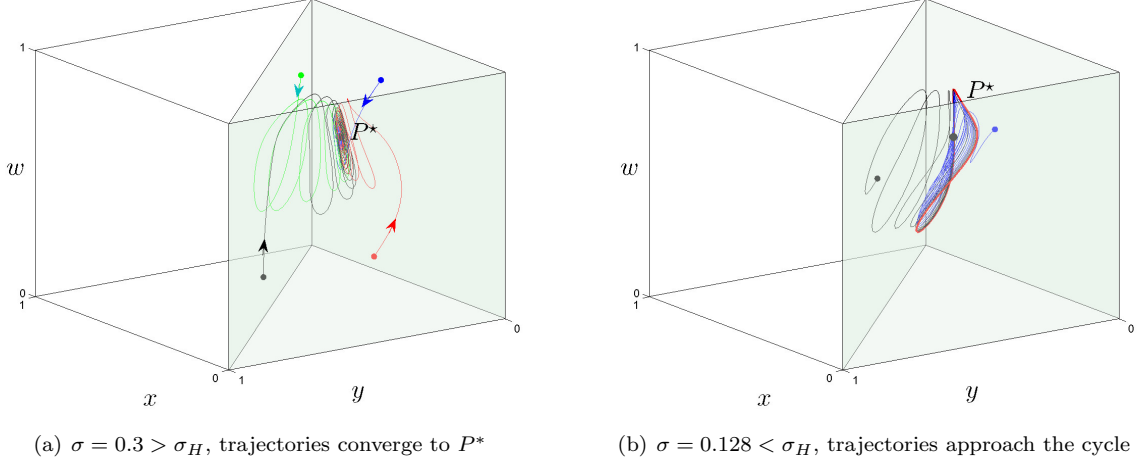 1
w
P⋆
0
1
0
1
0
x
y
1
w
P⋆
0
1
0
1
0
x
y
(a) σ = 0.3 > σ_H, trajectories converge to P*
(b) σ = 0.128 < σ_H, trajectories approach the cycle